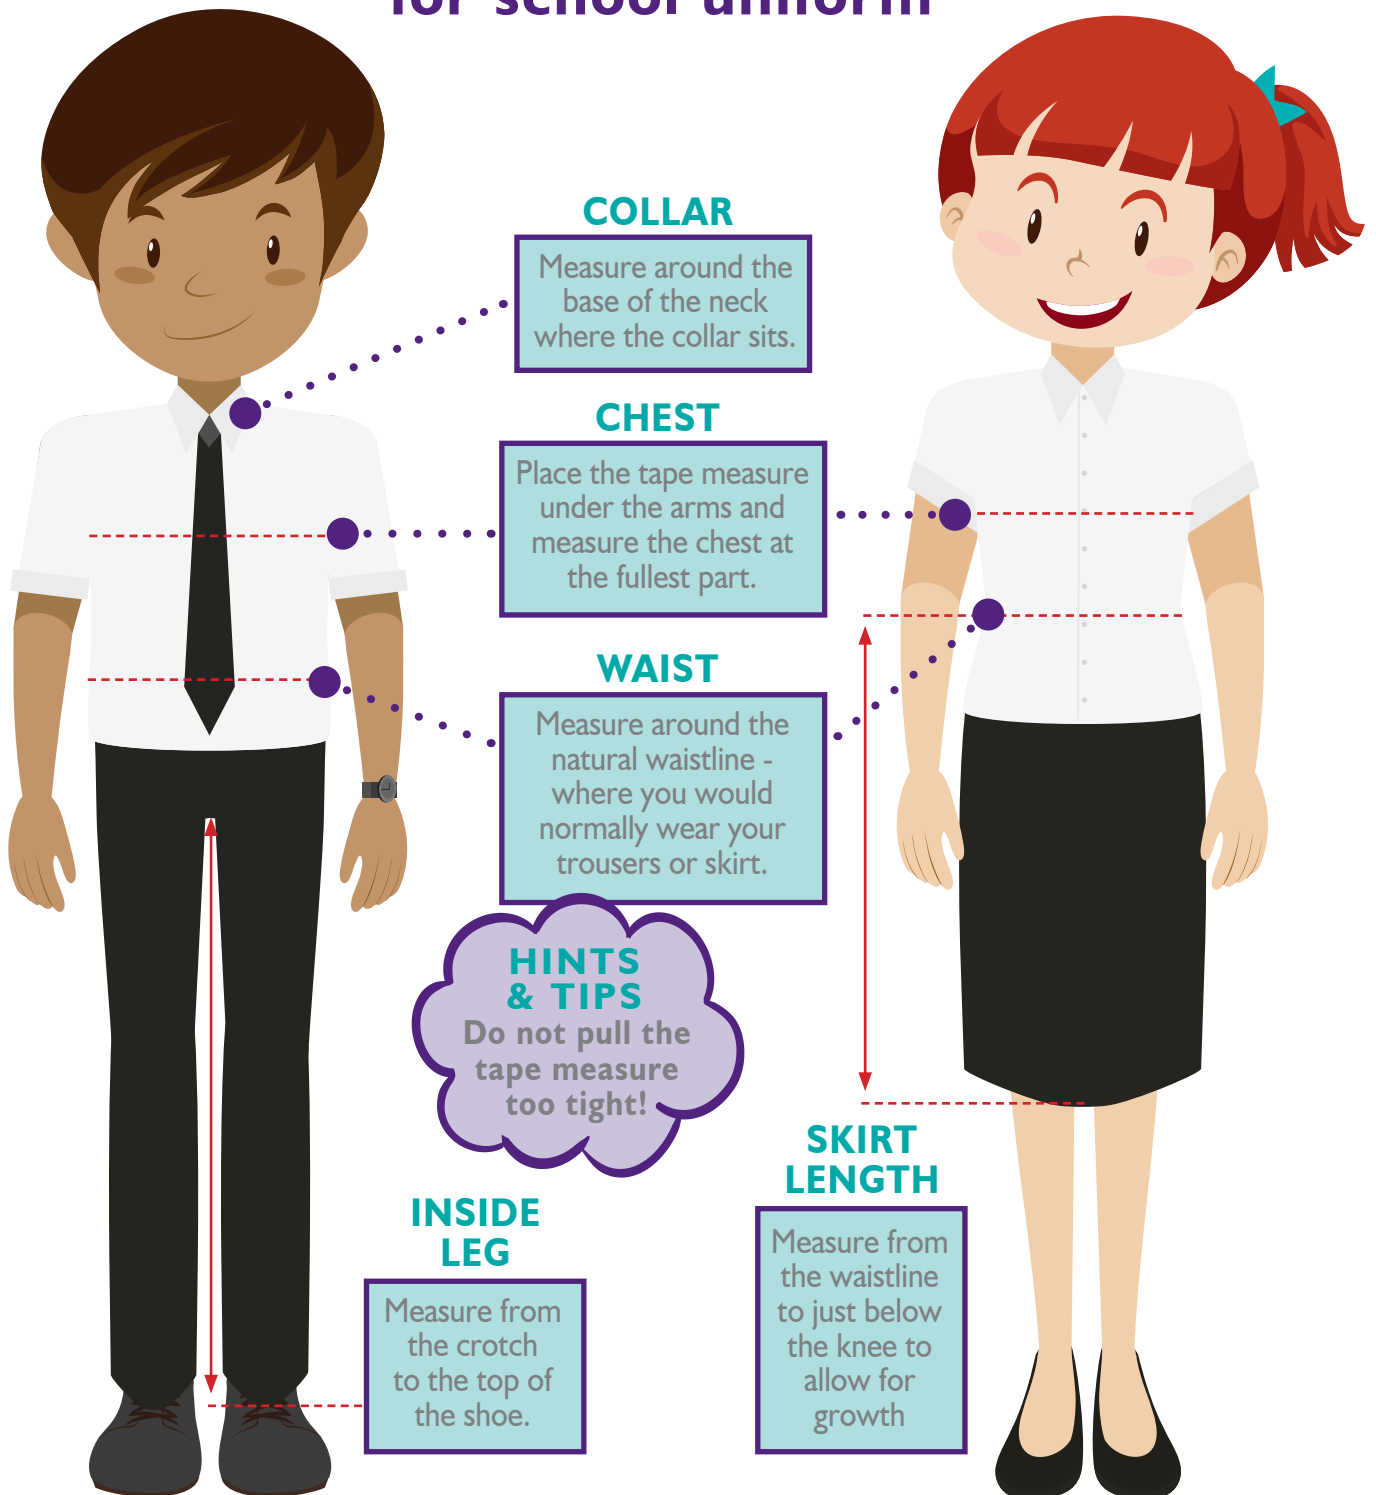 for school uniform
COLLAR
Measure around the
base of the neck
where the collar sits.
CHEST
Place the tape measure
under the arms and
measure the chest at
the fullest part.
WAIST
Measure around the
natural waistline -
where you would
normally wear your
trousers or skirt.
HINTS
& TIPS
Do not pull the
tape measure
too tight!
SKIRT
LENGTH
Measure from
the waistline
to just below
the knee to
allow for
growth
INSIDE
LEG
Measure from
the crotch
to the top of
the shoe.